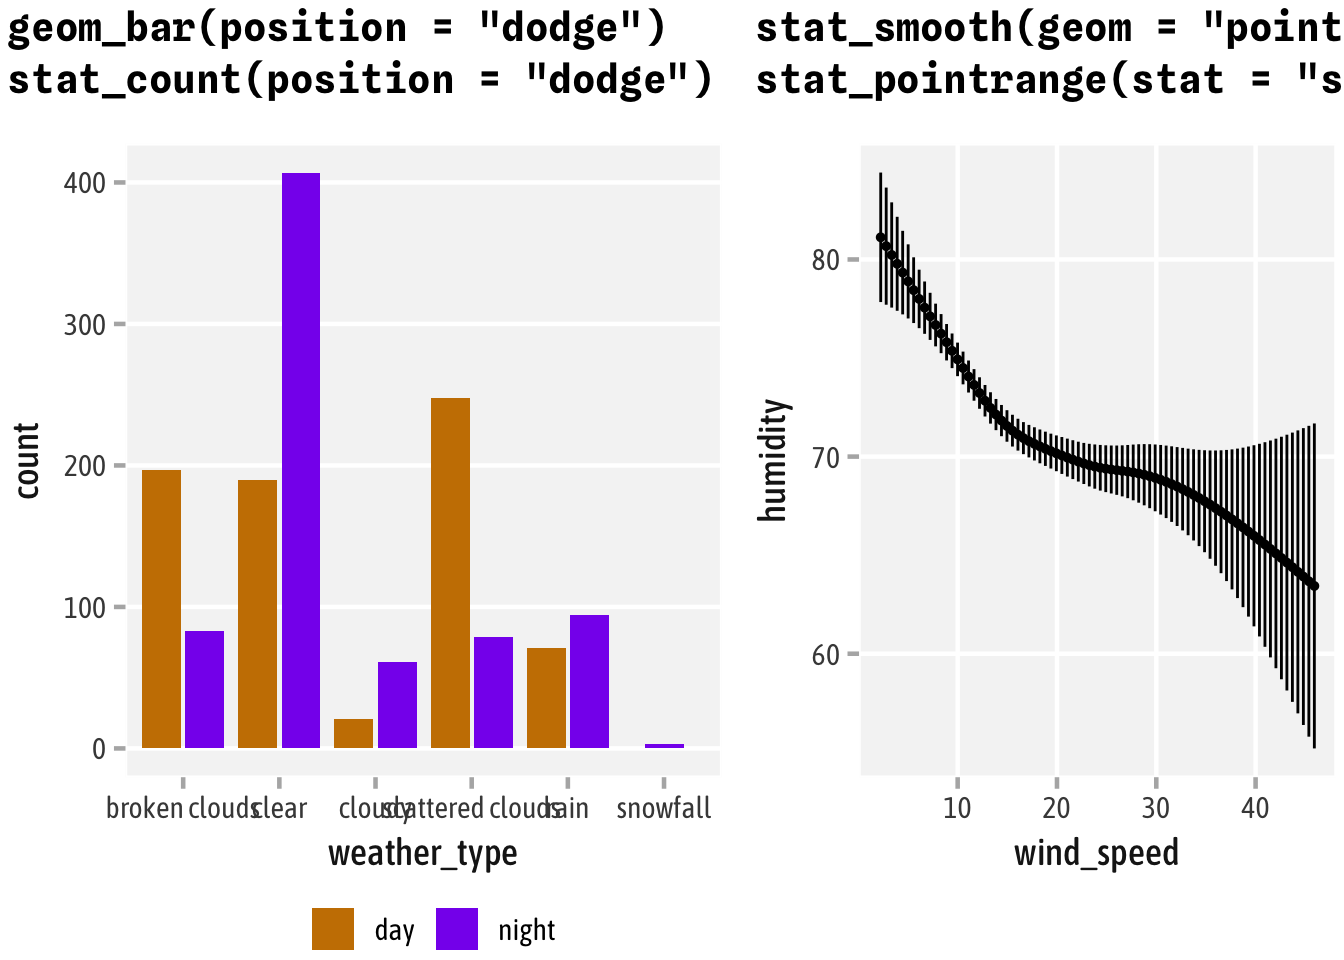 geom_bar(position = "dodge")
stat_count(position = "dodge")
400
300
200
100
0
count
broken clouds
clear
cloudy
scattered clouds
rain
snowfall
weather_type
day
night
stat_smooth(geom = "point
stat_pointrange(stat = "s
80
70
60
humidity
10
20
30
40
wind_speed